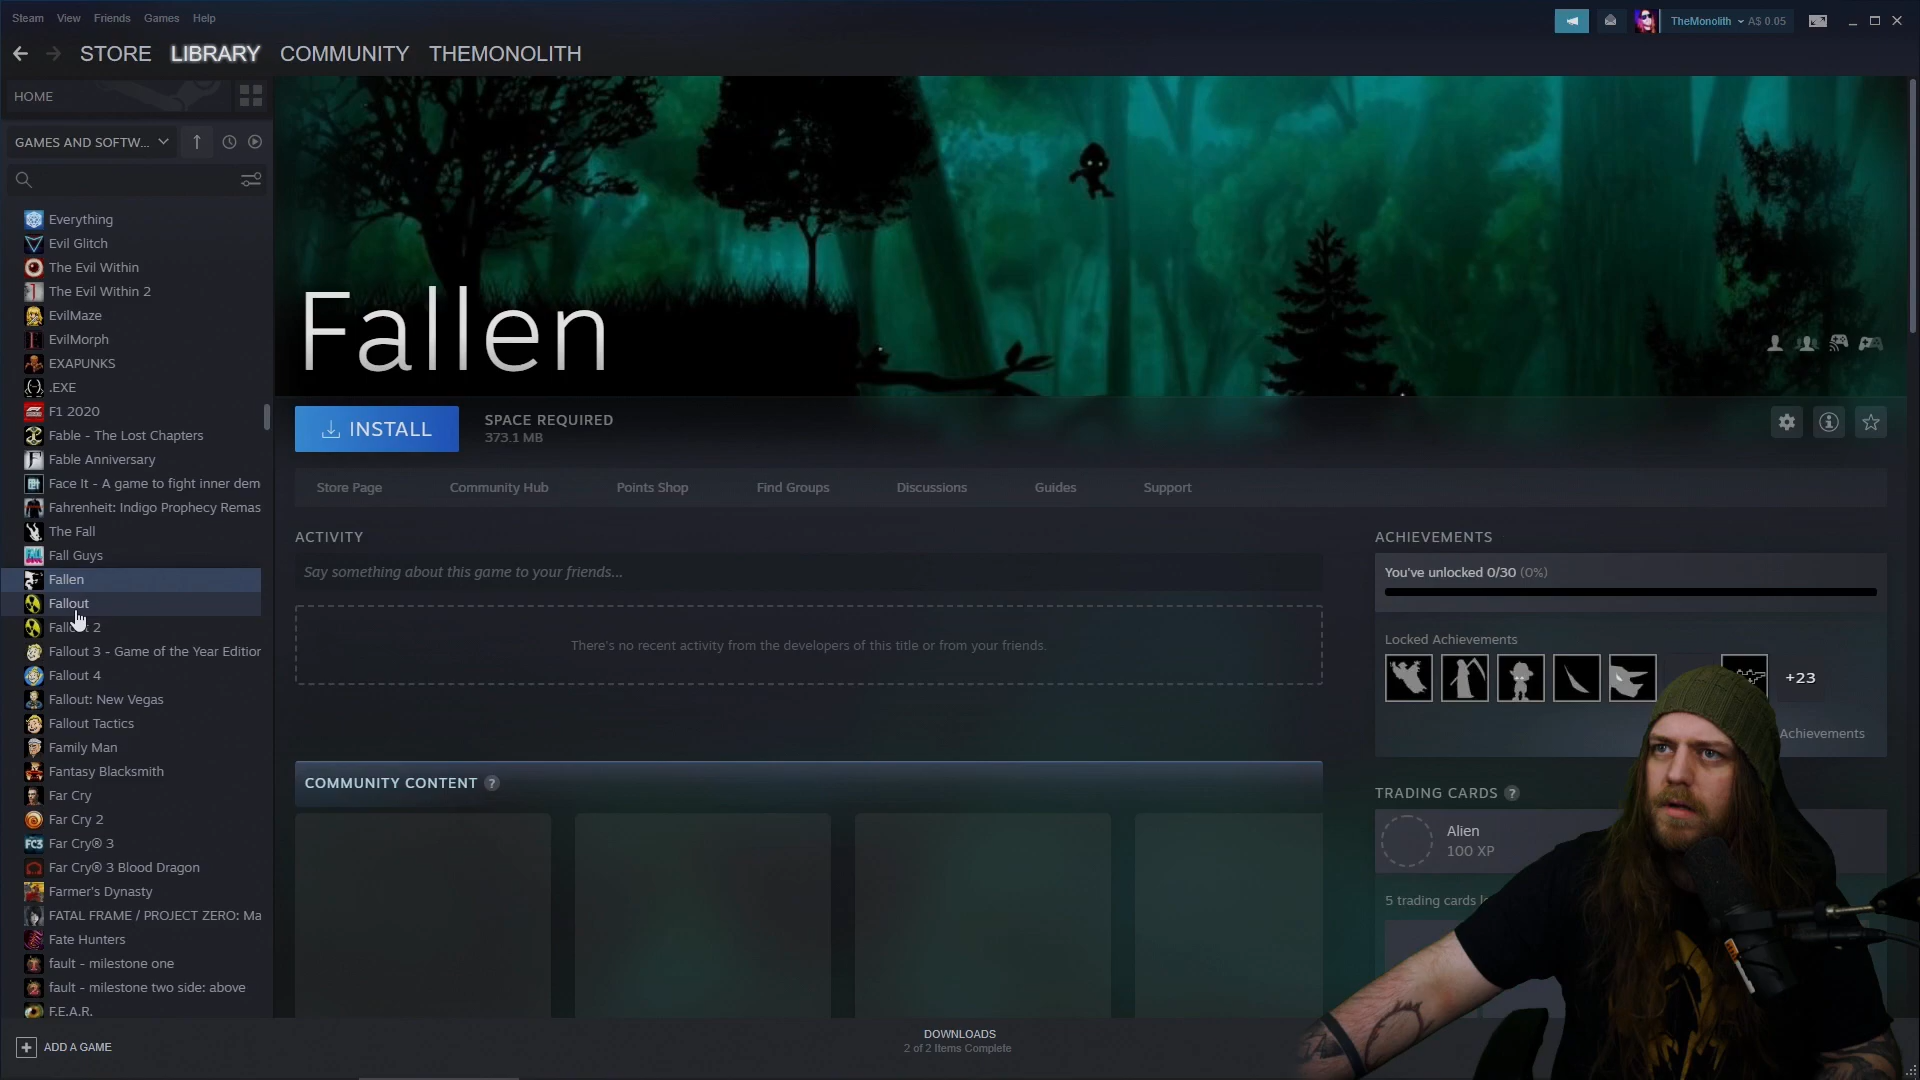 Steam View Friends Games Help
TheMonolith A$ 0.05
STORE LIBRARY COMMUNITY THEMONOLITH
HOME
GAMES AND SOFTW...
Everything
Evil Glitch
The Evil Within
The Evil Within 2
EvilMaze
EvilMorph
EXAPUNKS
.EXE
F1 2020
Fable - The Lost Chapters
Fable Anniversary
Face It - A game to fight inner dem
Fahrenheit: Indigo Prophecy Remas
The Fall
Fall Guys
Fallen
Fallout
Fallout 2
Fallout 3 - Game of the Year Edition
Fallout 4
Fallout: New Vegas
Fallout Tactics
Family Man
Fantasy Blacksmith
Far Cry
Far Cry 2
FC3 Far Cry® 3
Far Cry® 3 Blood Dragon
Farmer's Dynasty
FATAL FRAME / PROJECT ZERO: Ma
Fate Hunters
fault - milestone one
fault - milestone two side: above
F.E.A.R.
ADD A GAME
Fallen
INSTALL
SPACE REQUIRED
373.1 MB
Store Page Community Hub Points Shop Find Groups Discussions Guides Support
ACTIVITY
Say something about this game to your friends...
There's no recent activity from the developers of this title or from your friends.
COMMUNITY CONTENT ?
ACHIEVEMENTS
You've unlocked 0/30 (0%)
Locked Achievements
+23
Achievements
TRADING CARDS ?
Alien
100 XP
5 trading cards
DOWNLOADS
2 of 2 Items Complete